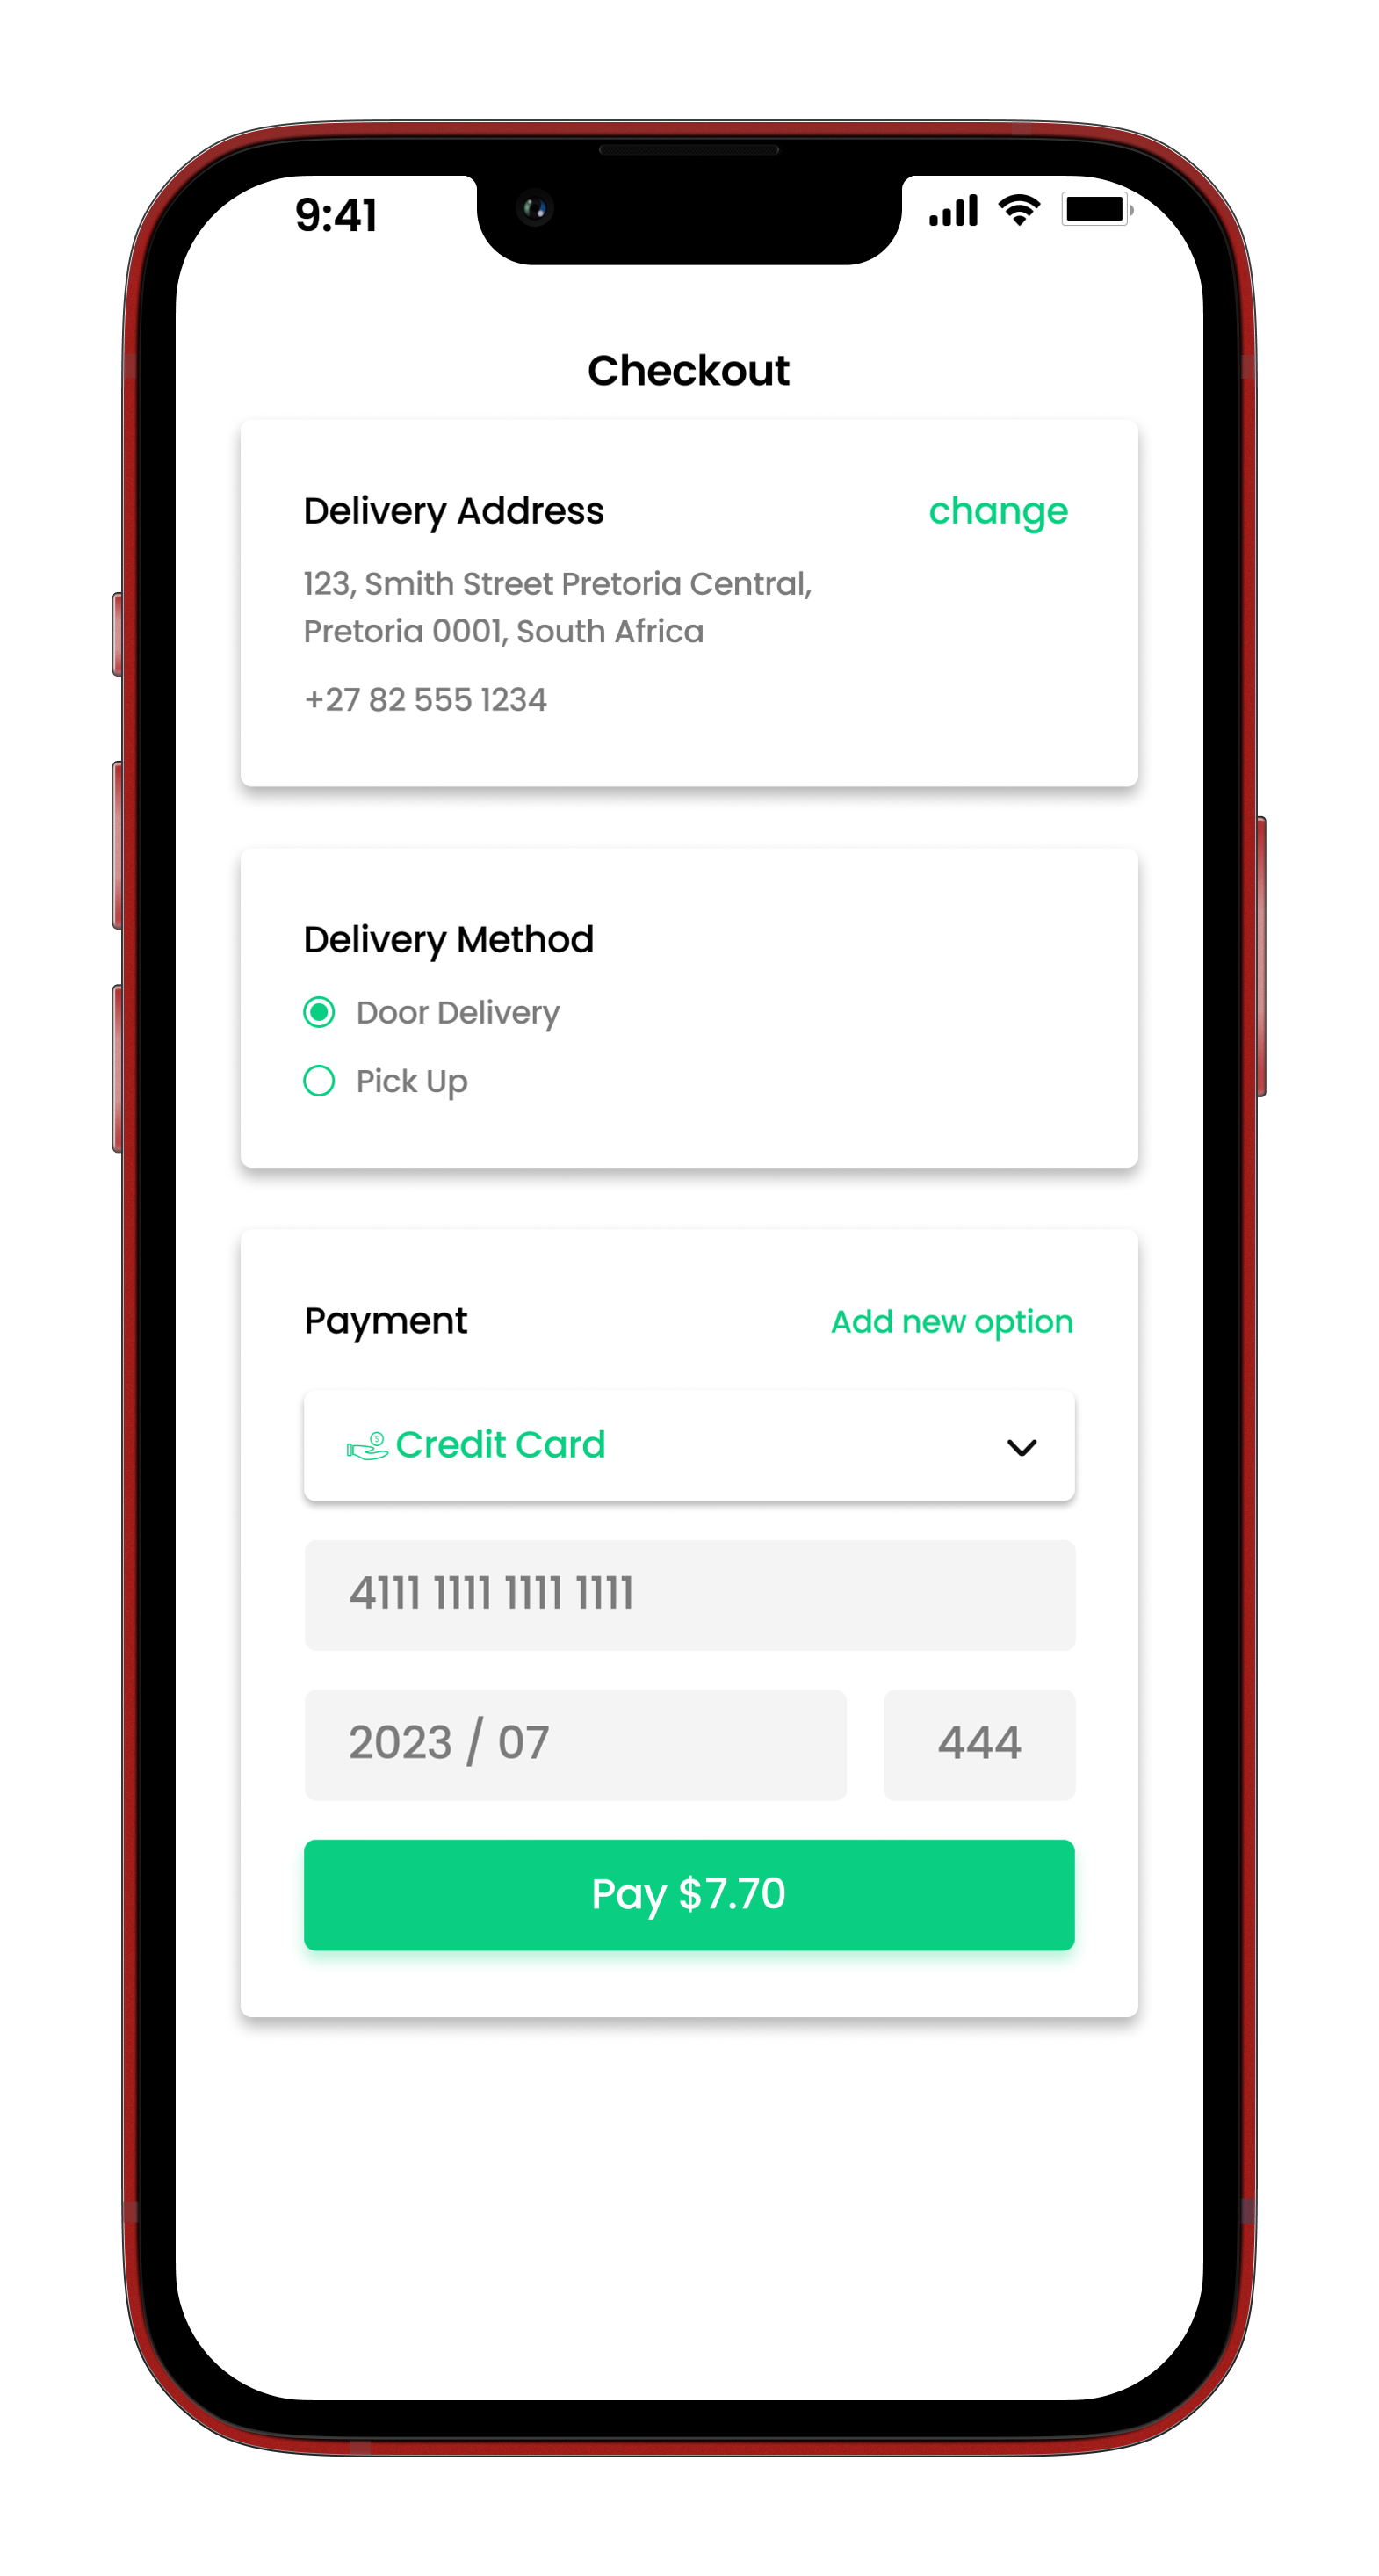 9:41
Checkout
Delivery Address
change
123, Smith Street Pretoria Central,
Pretoria 0001, South Africa
+27 82 555 1234
Delivery Method
Door Delivery
Pick Up
Payment
Add new option
Credit Card
4111 1111 1111 1111
2023 / 07
444
Pay $7.70